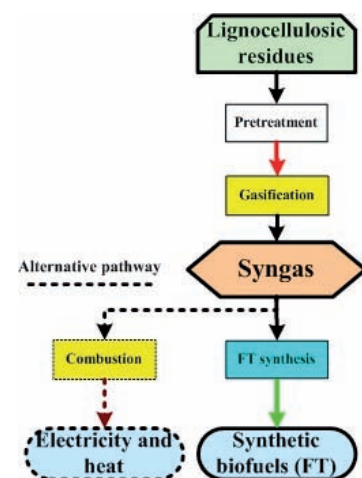 Lignocellulosic
residues
Pretreatment
Gasification
Syngas
Alternative pathway
Combustion
FT synthesis
Electricity and
heat
Synthetic
biofuels (FT)